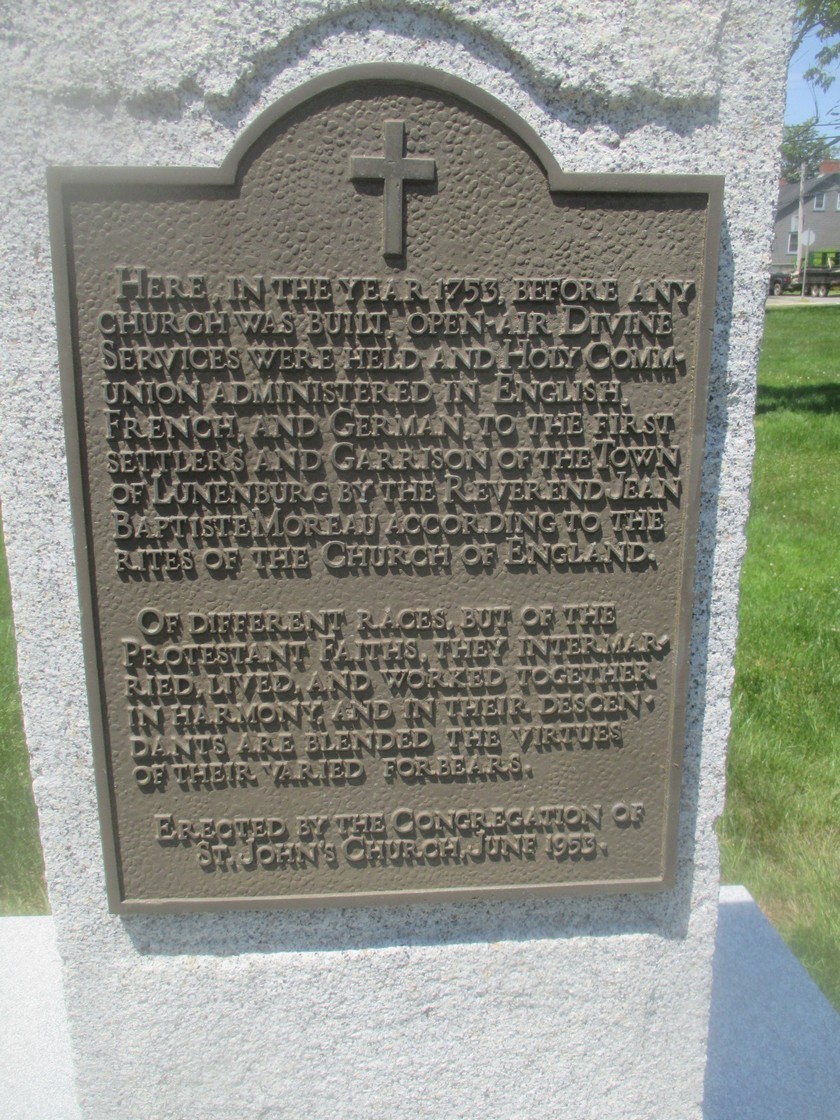 HERE, IN THE YEAR 1753, BEFORE ANY
CHURCH WAS BUILT, OPEN-AIR DIVINE
SERVICES WERE HELD AND HOLY COMM-
UNION ADMINISTERED IN ENGLISH,
FRENCH, AND GERMAN, TO THE FIRST
SETTLERS AND GARRISON OF THE TOWN
OF LUNENBURG BY THE REVEREND JEAN
BAPTISTE MOREAU ACCORDING TO THE
RITES OF THE CHURCH OF ENGLAND.
OF DIFFERENT RACES, BUT OF THE
PROTESTANT FAITHS, THEY INTERMAR-
RIED, LIVED, AND WORKED TOGETHER
IN HARMONY, AND IN THEIR DESCEN-
DANTS ARE BLENDED THE VIRTUES
OF THEIR VARIED FORBEARS.
ERECTED BY THE CONGREGATION OF
ST. JOHN'S CHURCH, JUNE 1953.